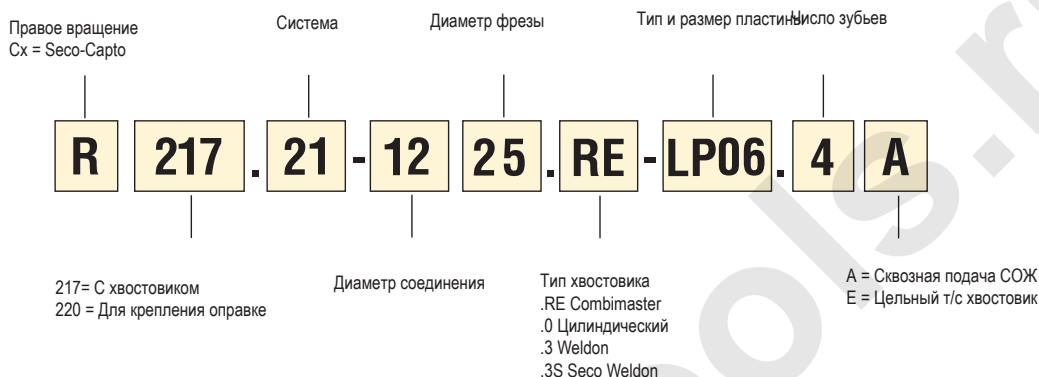 Правое вращение
Cx = Seco-Capto
Система
Диаметр фрезы
Тип и размер пластины
Число зубьев
R 217 . 21 - 12 25 . RE - LP06 . 4 A
217= С хвостовиком
220 = Для крепления оправке
Диаметр соединения
Тип хвостовика
.RE Combimaster
.0 Цилиндический
.3 Weldon
.3S Seco Weldon
A = Сквозная подача СОЖ
E = Цельный т/с хвостовик